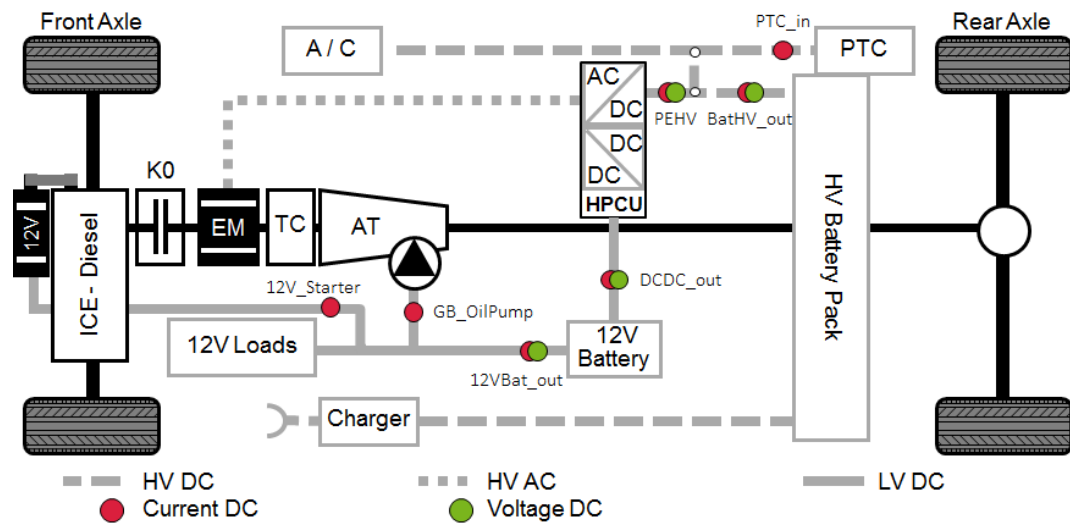 Front Axle
Rear Axle
PTC_in
A / C
PTC
AC
DC
PEHV
BatHV_out
DC
DC
HPCU
K0
12V
ICE - Diesel
EM
TC
AT
HV Battery Pack
12V_Starter
GB_OilPump
DCDC_out
12V Loads
12V
Battery
12VBat_out
Charger
HV DC
HV AC
LV DC
Current DC
Voltage DC